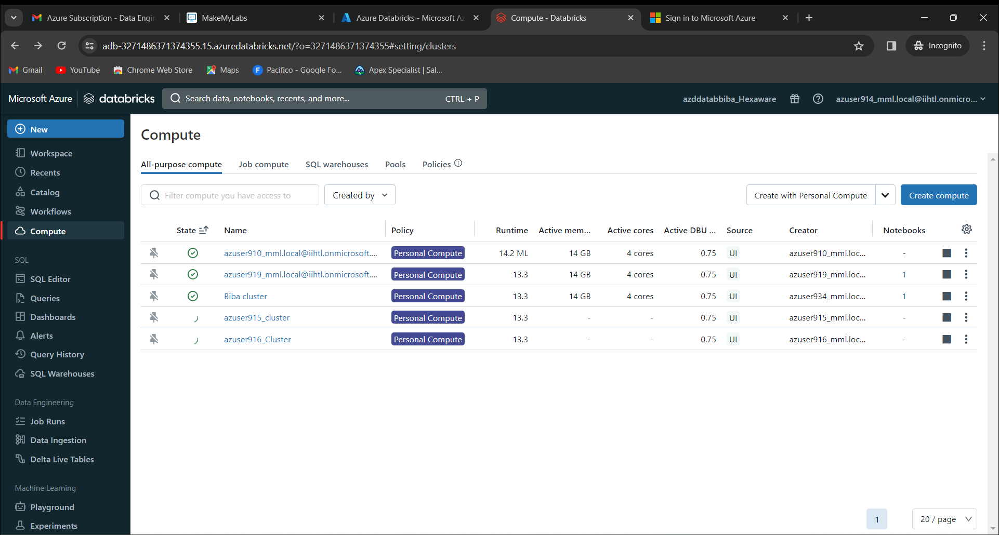 Azure Subscription - Data Engin
MakeMyLabs
Azure Databricks - Microsoft Az
Compute - Databricks
Sign in to Microsoft Azure
adb-3271486371374355.15.azuredatabricks.net/?o=3271486371374355#setting/clusters
Incognito
Gmail
YouTube
Chrome Web Store
Maps
Pacifico - Google Fo...
Apex Specialist | Sal...
Microsoft Azure
databricks
Search data, notebooks, recents, and more...
CTRL + P
azddatabbiba_Hexaware
azuser914_mml.local@iihtl.onmicro...
New
Workspace
Recents
Catalog
Workflows
Compute
SQL
SQL Editor
Queries
Dashboards
Alerts
Query History
SQL Warehouses
Data Engineering
Job Runs
Data Ingestion
Delta Live Tables
Machine Learning
Playground
Experiments
Compute
All-purpose compute Job compute SQL warehouses Pools Policies
Filter compute you have access to
Created by
Create with Personal Compute
Create compute
State Name Policy Runtime Active mem... Active cores Active DBU ... Source Creator Notebooks
azuser910_mml.local@iihtl.onmicrosoft.... Personal Compute 14.2 ML 14 GB 4 cores 0.75 UI azuser910_mml.loc... -
azuser919_mml.local@iihtl.onmicrosoft.... Personal Compute 13.3 14 GB 4 cores 0.75 UI azuser919_mml.loc... 1
Biba cluster Personal Compute 13.3 14 GB 4 cores 0.75 UI azuser934_mml.loc... 1
azuser915_cluster Personal Compute 13.3 - - 0.75 UI azuser915_mml.loc... -
azuser916_Cluster Personal Compute 13.3 - - 0.75 UI azuser916_mml.loc... -
1
20 / page